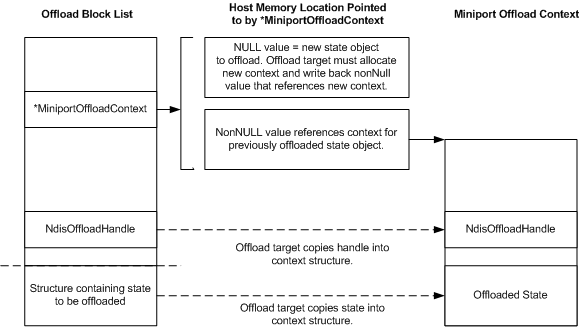 Offload Block List
Host Memory Location Pointed
to by *MiniportOffloadContext
Miniport Offload Context
NULL value = new state object
to offload. Offload target must allocate
new context and write back nonNull
value that references new context.
*MiniportOffloadContext
NonNULL value references context for
previously offloaded state object.
NdisOffloadHandle
NdisOffloadHandle
Offload target copies handle into
context structure.
Structure containing state
to be offloaded
Offloaded State
Offload target copies state into
context structure.